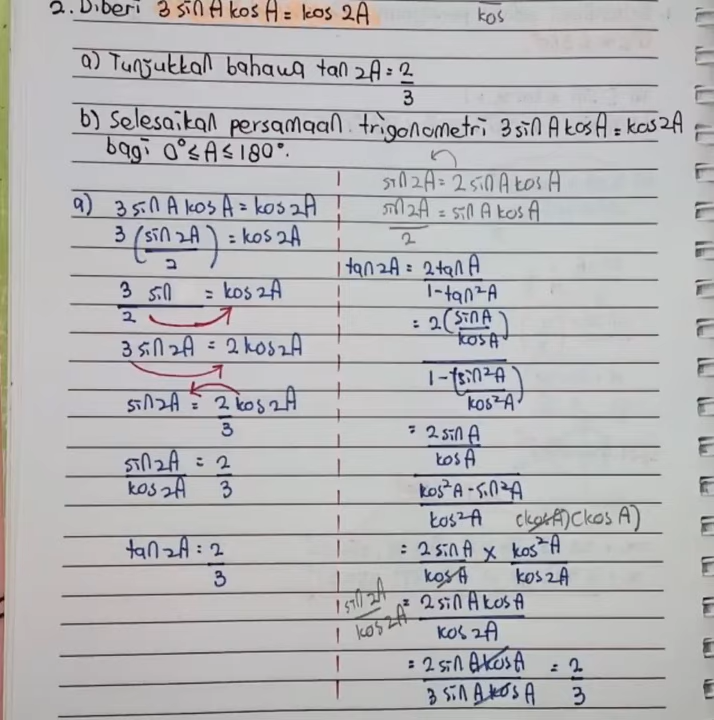 2. Diberi 3 sin A kos A = kos 2A
kos
a) Tunjukkan bahawa tan 2A = 2/3
b) Selesaikan persamaan trigonometri 3 sin A kos A = kos 2A
bagi 0° ≤ A ≤ 180°.
a) 3 sin A kos A = kos 2A
3 (sin 2A / 2) = kos 2A
3/2 sin = kos 2A
3 sin 2A = 2 kos 2A
sin 2A = 2/3 kos 2A
sin 2A / kos 2A = 2/3
tan 2A = 2/3
sin 2A = 2 sin A kos A
sin 2A / 2 = sin A kos A
tan 2A = 2 tan A / 1 - tan² A
= 2 (sin A / kos A) / 1 - (sin² A / kos² A)
= 2 sin A / kos A
kos² A - sin² A / kos² A
(kos A)(kos A)
= 2 sin A / kos A × kos² A / kos 2A
sin 2A / kos 2A = 2 sin A kos A / kos 2A
= 2 sin A kos A / 3 sin A kos A = 2/3